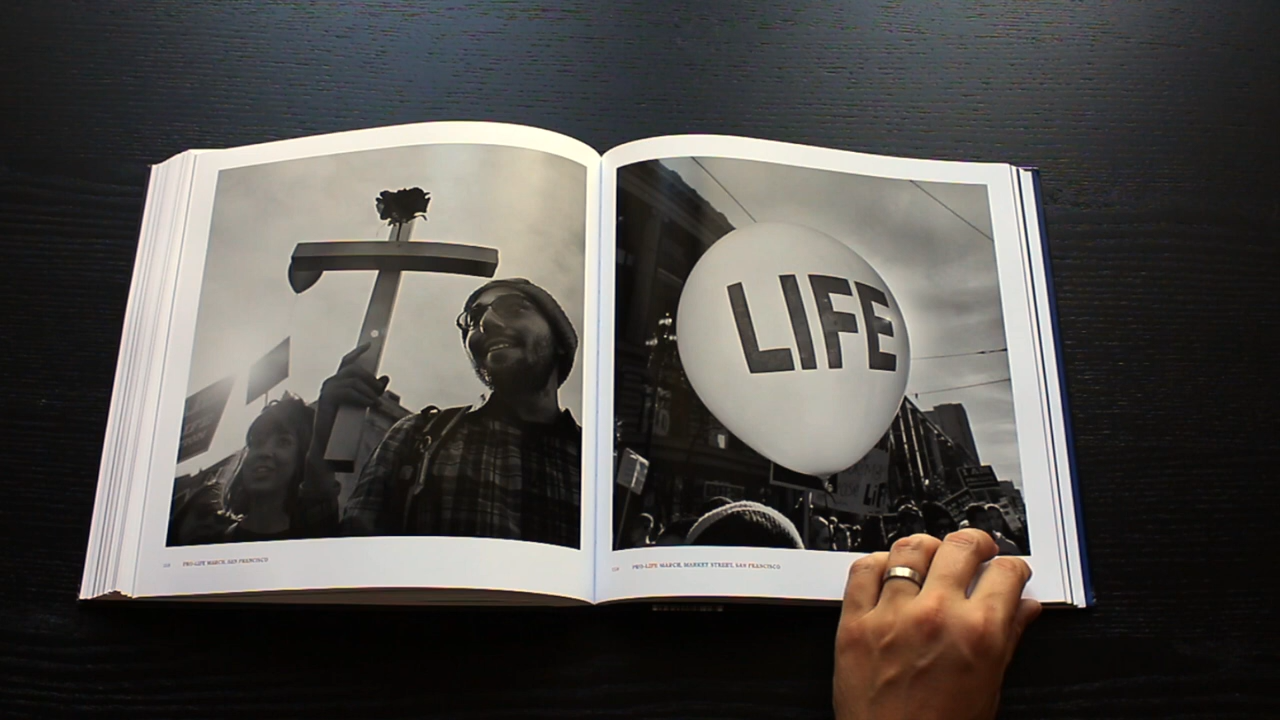 PRO-LIFE MARCH, SAN FRANCISCO
LIFE
PRO-LIFE MARCH, MARKET STREET, SAN FRANCISCO